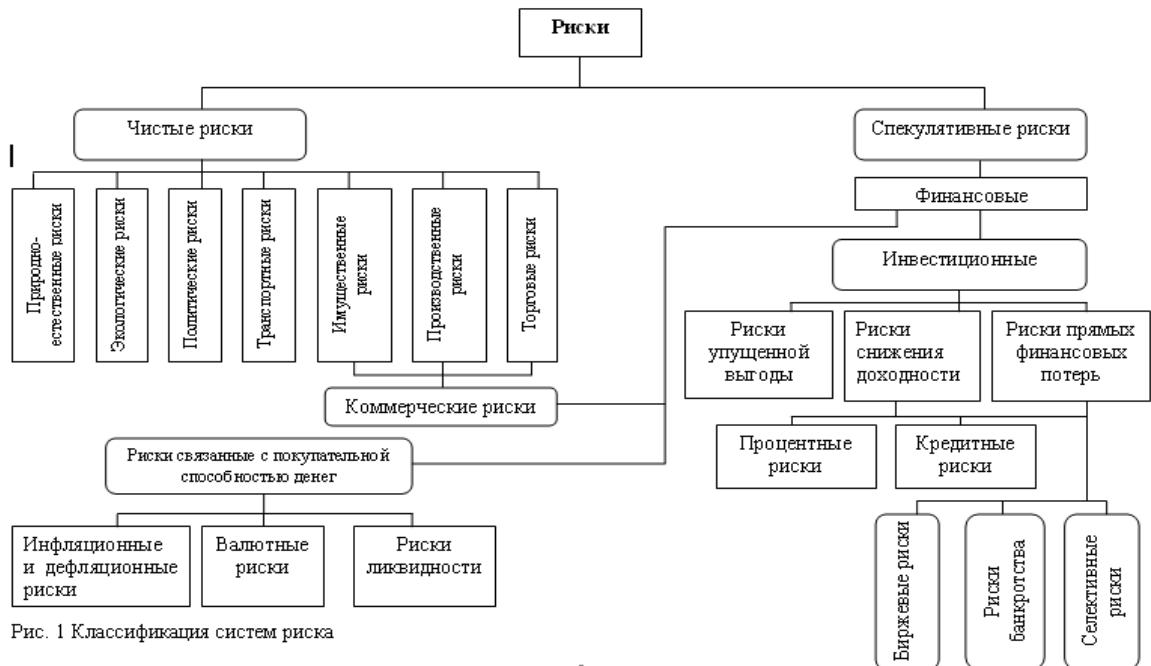 Риски
Чистые риски
Спекулятивные риски
Финансовые
Инвестиционные
Природно-
естественные риски
Экологические риски
Политические риски
Транспортные риски
Имущественные
риски
Производственные
риски
Торговые риски
Риски
упущенной
выгоды
Риски
снижения
доходности
Риски прямых
финансовых
потерь
Коммерческие риски
Процентные
риски
Кредитные
риски
Риски связанные с покупательной
способностью денег
Инфляционные
и дефляционные
риски
Валютные
риски
Риски
ликвидности
Биржевые риски
Риски
банкротства
Селективные
риски
Рис. 1 Классификация систем риска